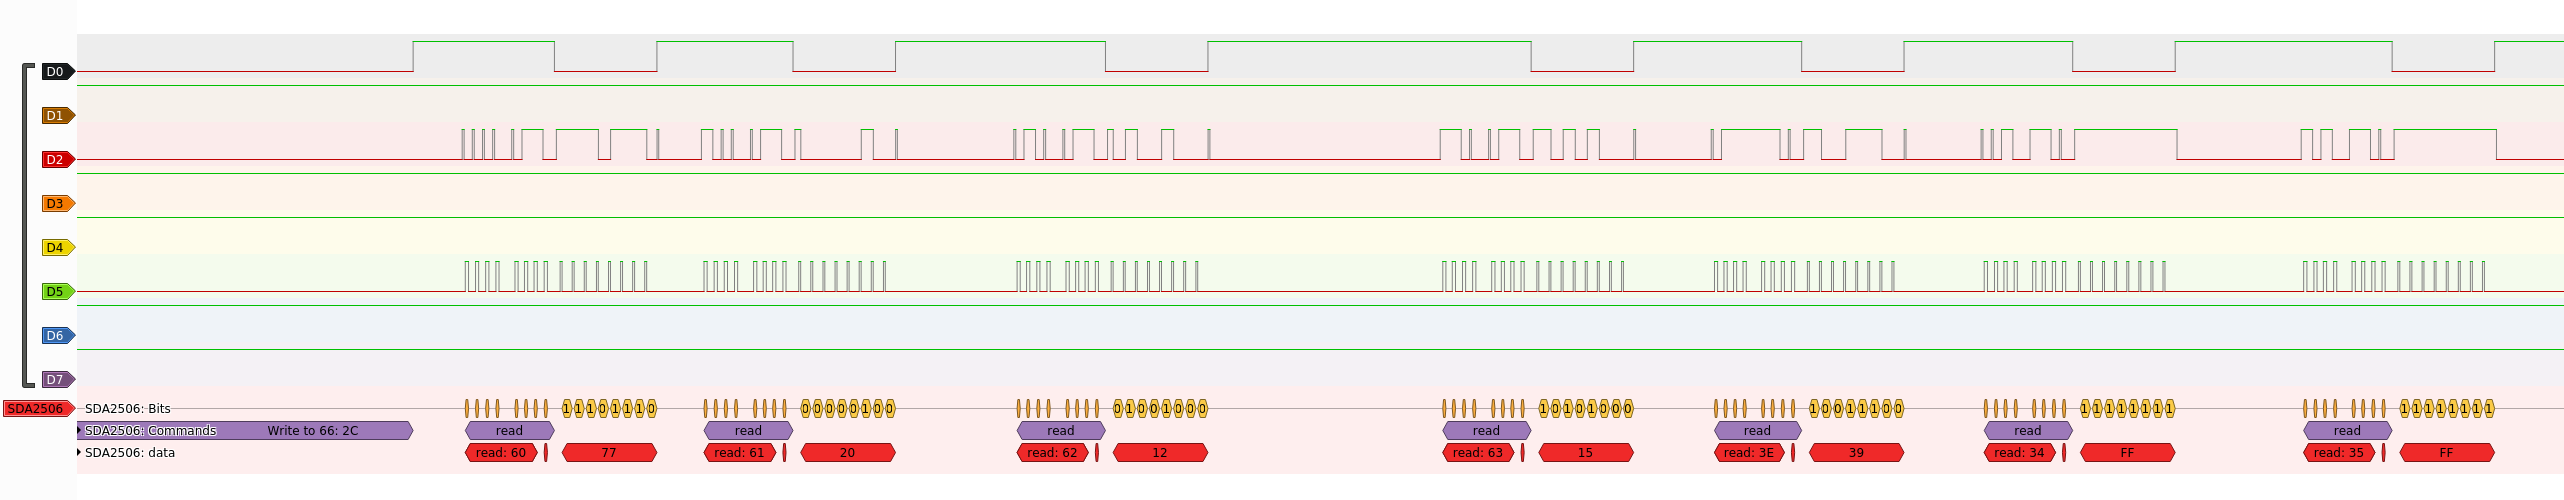 D0
D1
D2
D3
D4
D5
D6
D7
SDA2506 SDA2506: Bits 1 1 1 0 1 1 1 0 0 0 0 0 0 1 0 0 0 1 0 0 1 0 0 0 1 0 1 0 1 0 0 0 1 0 0 1 1 1 0 0 1 1 1 1 1 1 1 1 1 1 1 1 1 1 1 1
SDA2506: Commands Write to 66: 2C read read read read read read read
SDA2506: data read: 60 77 read: 61 20 read: 62 12 read: 63 15 read: 3E 39 read: 34 FF read: 35 FF